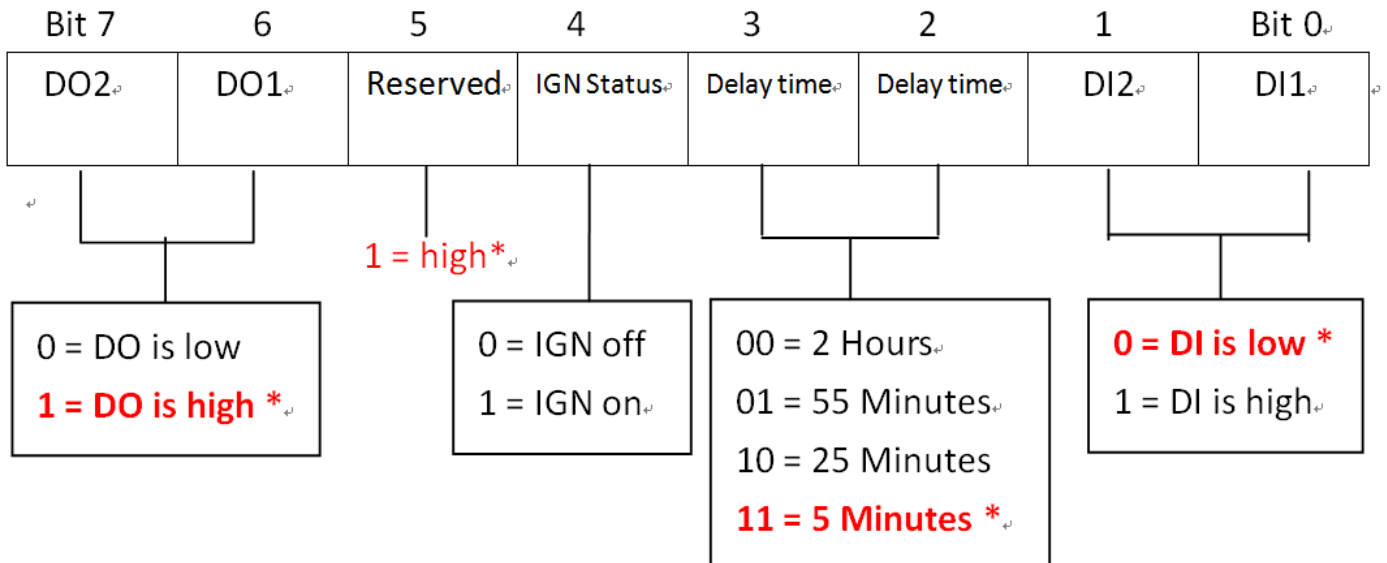 Bit 7 6 5 4 3 2 1 Bit 0
DO2 DO1 Reserved IGN Status Delay time Delay time DI2 DI1
1 = high*
0 = DO is low
1 = DO is high *
0 = IGN off
1 = IGN on
00 = 2 Hours
01 = 55 Minutes
10 = 25 Minutes
11 = 5 Minutes *
0 = DI is low *
1 = DI is high